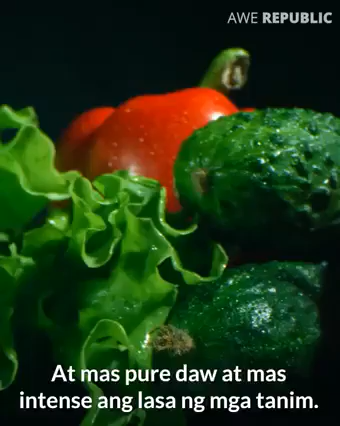 AWE REPUBLIC
At mas pure daw at mas
intense ang lasa ng mga tanim.